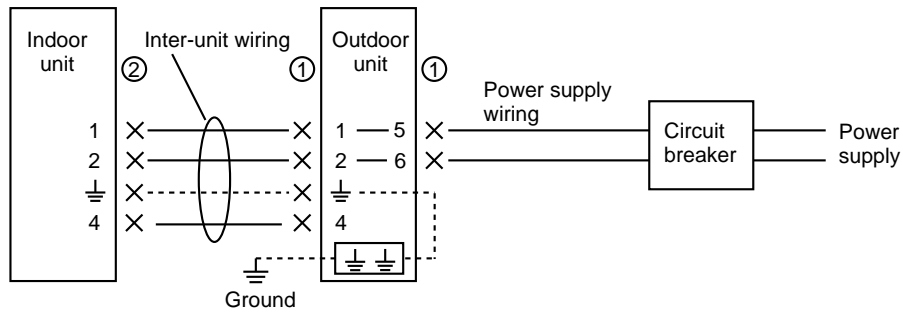 Indoor
unit
Inter-unit wiring
Outdoor
unit
②
①
①
Power supply
wiring
1
1
5
Circuit
breaker
Power
supply
2
2
6
4
4
Ground